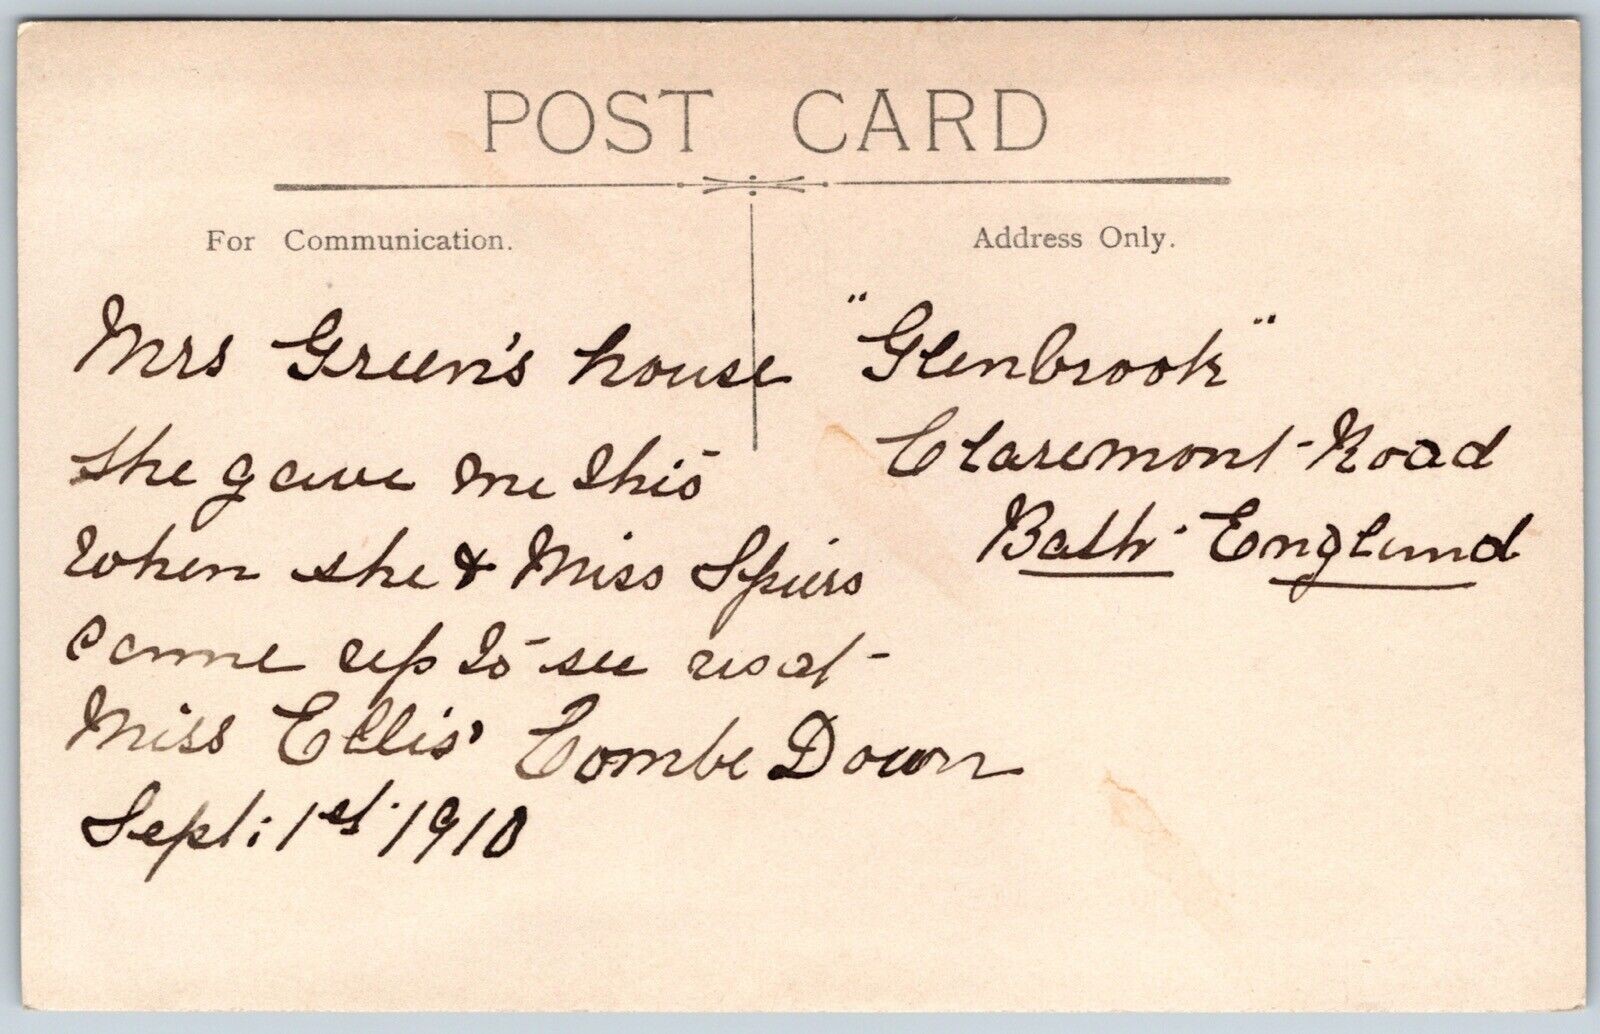 POST CARD
For Communication.
Address Only.
Mrs Green's house
she gave me this
when she & Miss Spiers
came up to see us at
Miss Ellis' Combe Down
Sept: 1st 1910
"Glenbrook"
Claremont Road
Bath England